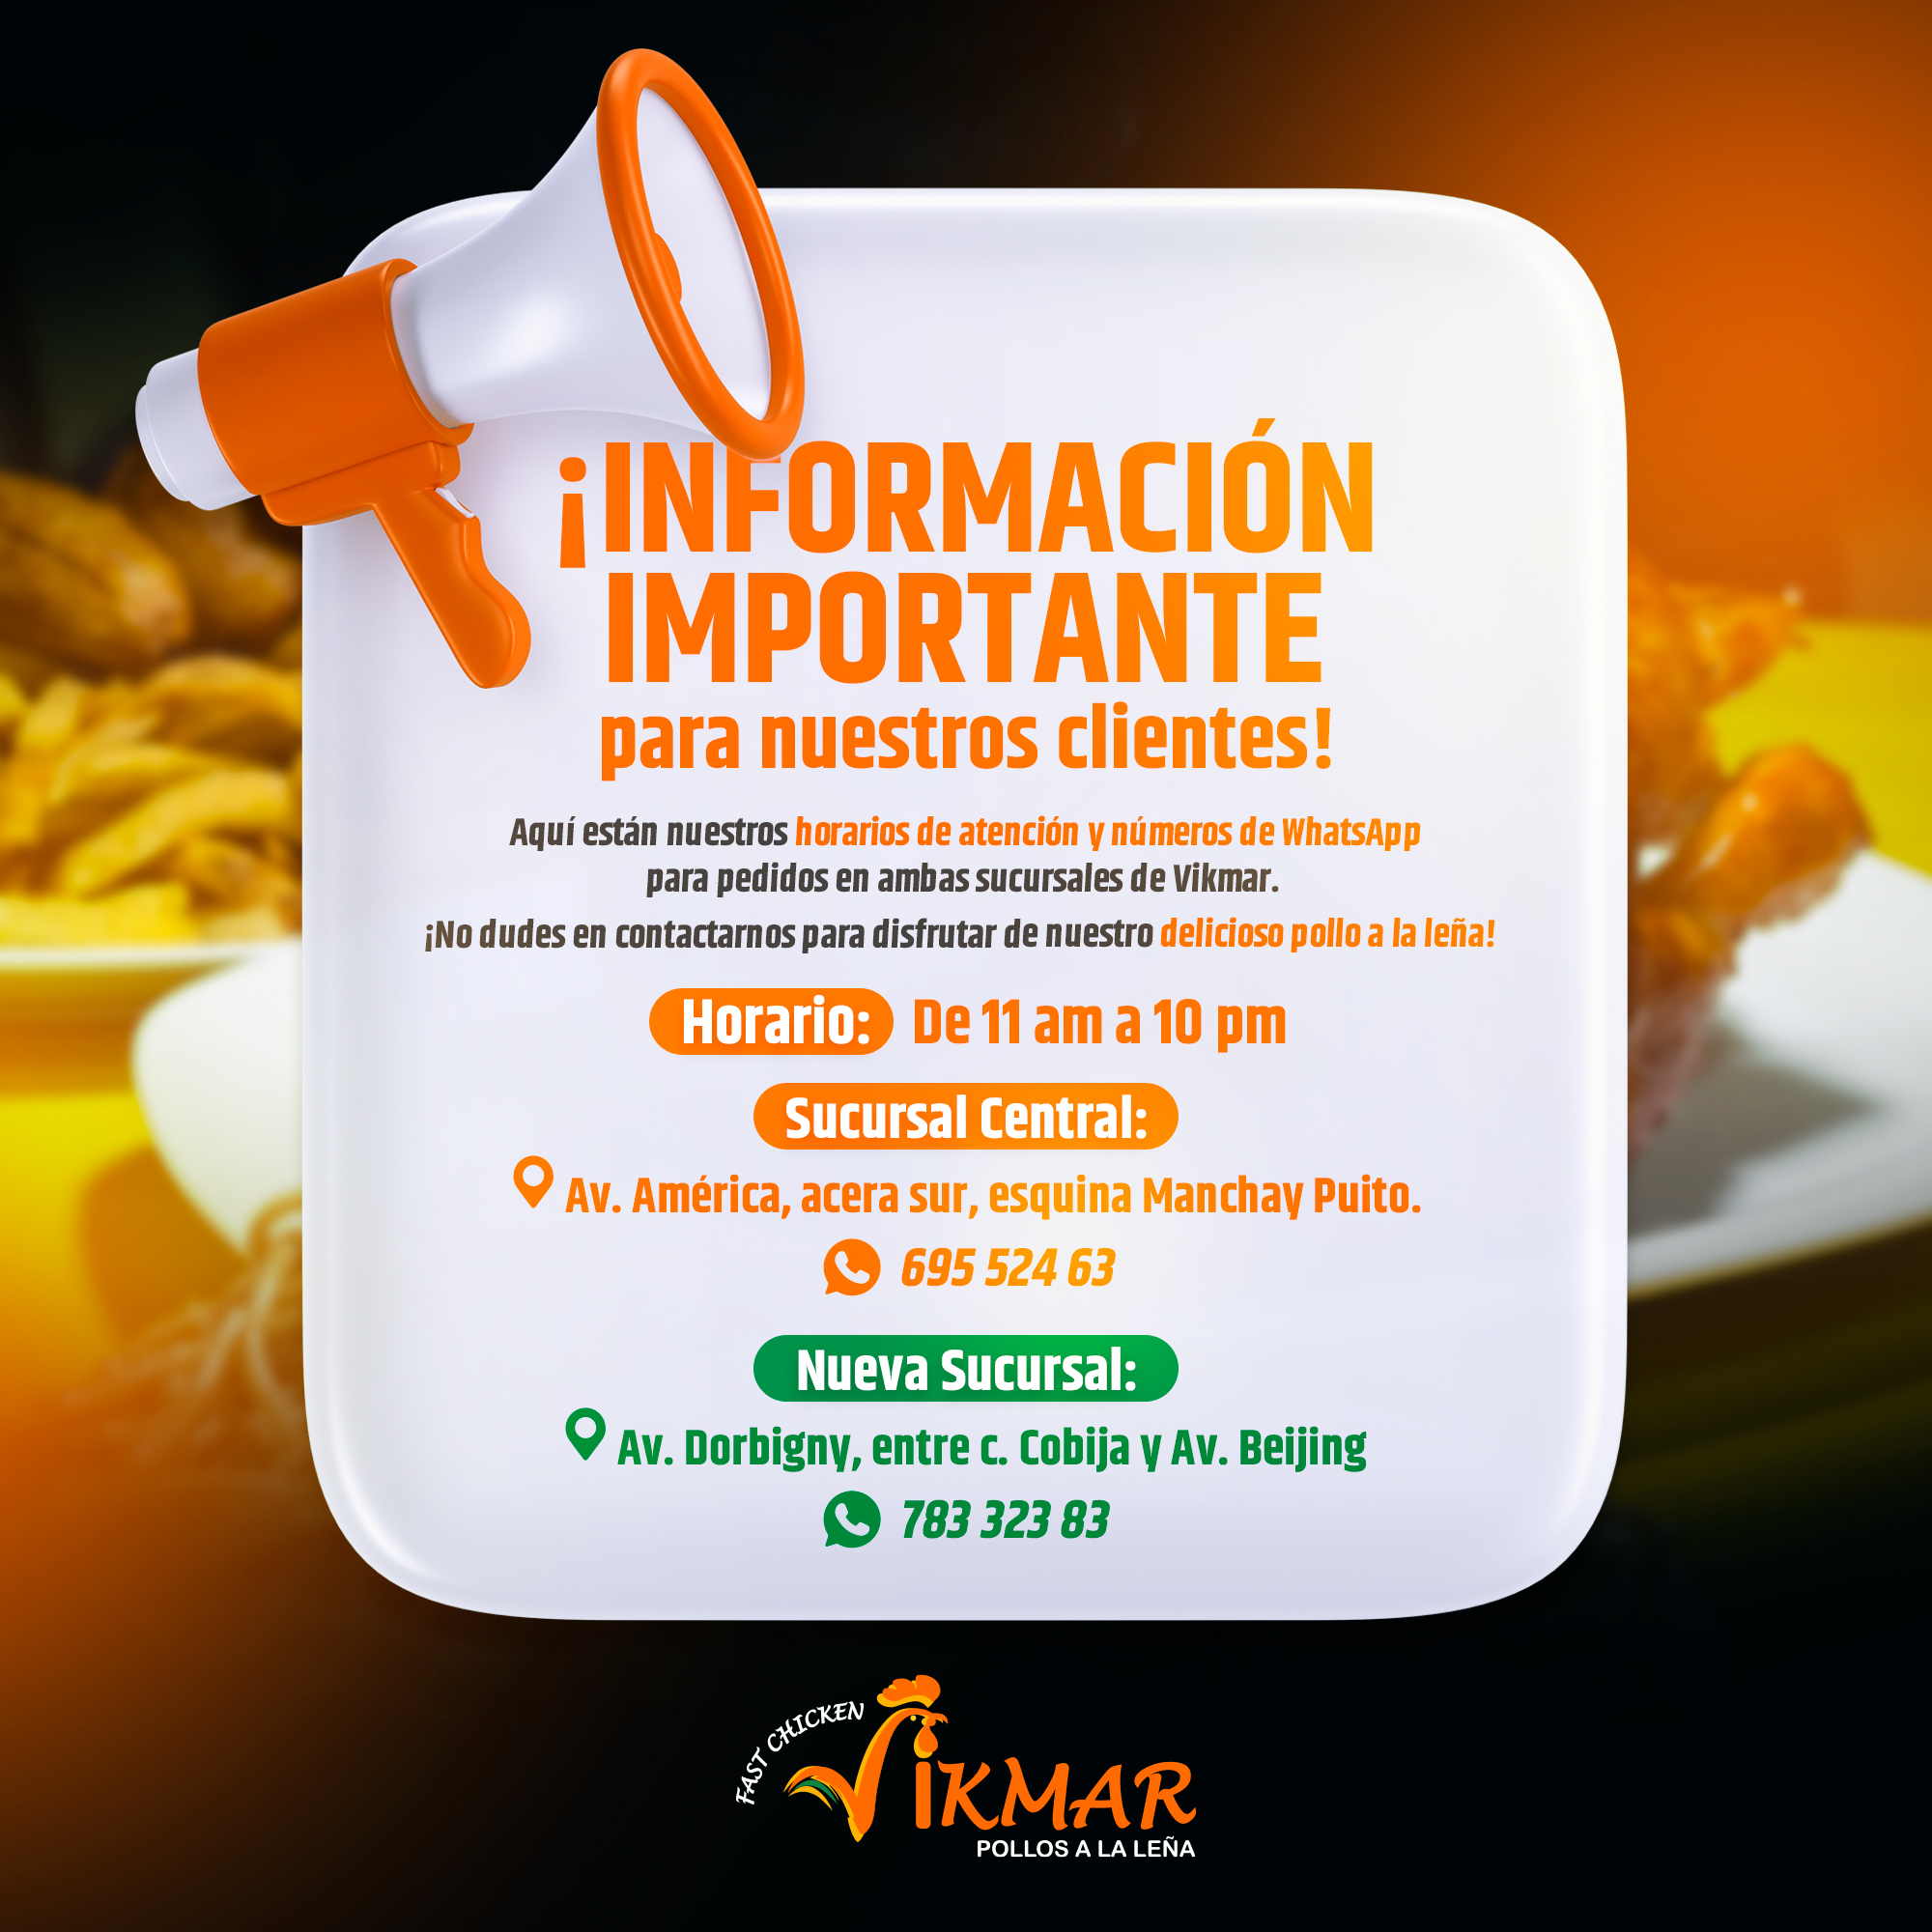 ¡INFORMACIÓN
IMPORTANTE
para nuestros clientes!
Aquí están nuestros horarios de atención y números de WhatsApp
para pedidos en ambas sucursales de Vikmar.
¡No dudes en contactarnos para disfrutar de nuestro delicioso pollo a la leña!
Horario: De 11 am a 10 pm
Sucursal Central:
Av. América, acera sur, esquina Manchay Puito.
695 524 63
Nueva Sucursal:
Av. Dorbigny, entre c. Cobija y Av. Beijing
783 323 83
FAST CHICKEN
VIKMAR
POLLOS A LA LEÑA